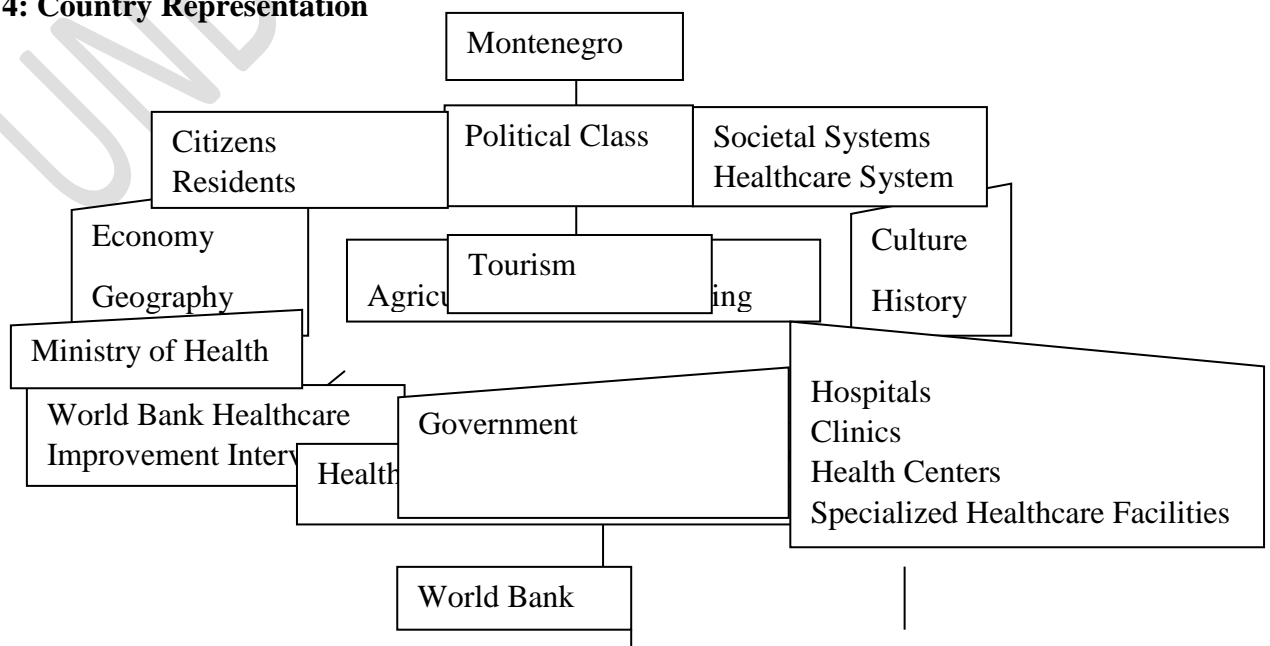 4: Country Representation
Montenegro
Citizens
Residents
Political Class
Societal Systems
Healthcare System
Economy
Geography
Tourism
Culture
History
Ministry of Health
World Bank Healthcare
Improvement
Government
Hospitals
Clinics
Health Centers
Specialized Healthcare Facilities
World Bank